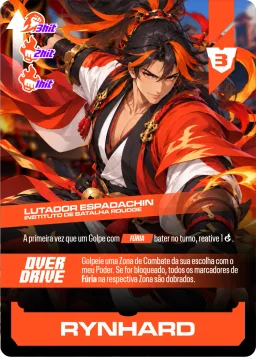 3hit
2hit
1hit
3
LUTADOR ESPADACHIN
INSTITUTO DE BATALHA ROUDGE
A primeira vez que um Golpe com FÚRIA bater no turno, reative 1.
OVER DRIVE
Golpeie uma Zona de Combate da sua escolha com o
meu Poder. Se for bloqueado, todos os marcadores de
Fúria na respectiva Zona são dobrados.
RYNHARD